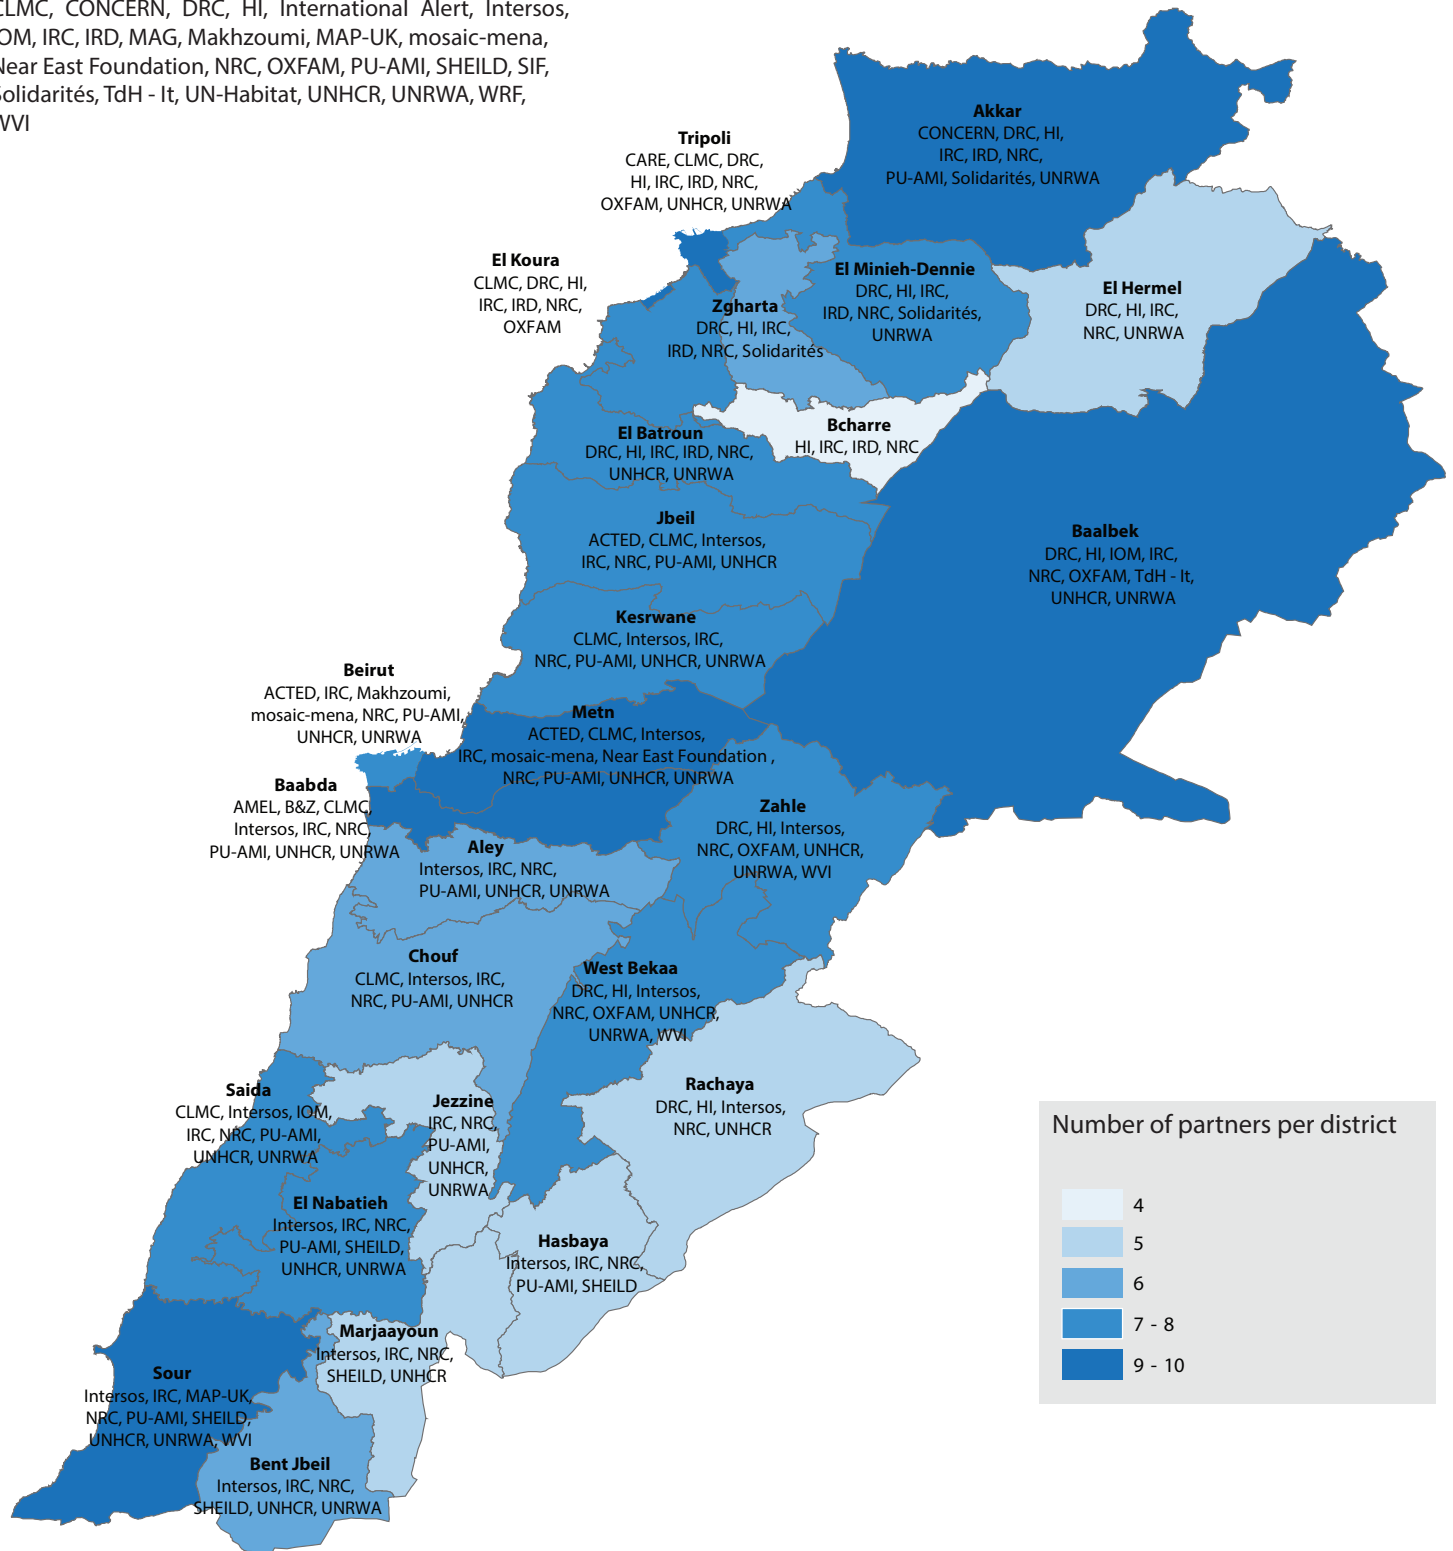 CLMC, CONCERN, DRC, HI, International Alert, Intersos,
IOM, IRC, IRD, MAG, Makhzoumi, MAP-UK, mosaic-mena,
Near East Foundation, NRC, OXFAM, PU-AMI, SHEILD, SIF,
Solidarités, TdH - It, UN-Habitat, UNHCR, UNRWA, WRF,
WVI
Akkar
CONCERN, DRC, HI,
IRC, IRD, NRC,
PU-AMI, Solidarités, UNRWA
Tripoli
CARE, CLMC, DRC,
HI, IRC, IRD, NRC,
OXFAM, UNHCR, UNRWA
El Koura
CLMC, DRC, HI,
IRC, IRD, NRC,
OXFAM
El Minieh-Dennie
DRC, HI, IRC,
IRD, NRC, Solidarités,
UNRWA
El Hermel
DRC, HI, IRC,
NRC, UNRWA
Zgharta
DRC, HI, IRC,
IRD, NRC, Solidarités
Bcharre
HI, IRC, IRD, NRC
El Batroun
DRC, HI, IRC, IRD, NRC,
UNHCR, UNRWA
Jbeil
ACTED, CLMC, Intersos,
IRC, NRC, PU-AMI, UNHCR
Baalbek
DRC, HI, IOM, IRC,
NRC, OXFAM, TdH - It,
UNHCR, UNRWA
Kesrwane
CLMC, Intersos, IRC,
NRC, PU-AMI, UNHCR, UNRWA
Beirut
ACTED, IRC, Makhzoumi,
mosaic-mena, NRC, PU-AMI,
UNHCR, UNRWA
Metn
ACTED, CLMC, Intersos,
IRC, mosaic-mena, Near East Foundation ,
NRC, PU-AMI, UNHCR, UNRWA
Baabda
AMEL, B&Z, CLMC,
Intersos, IRC, NRC,
PU-AMI, UNHCR, UNRWA
Zahle
DRC, HI, Intersos,
NRC, OXFAM, UNHCR,
UNRWA, WVI
Aley
Intersos, IRC, NRC,
PU-AMI, UNHCR, UNRWA
Chouf
CLMC, Intersos, IRC,
NRC, PU-AMI, UNHCR
West Bekaa
DRC, HI, Intersos,
NRC, OXFAM, UNHCR,
UNRWA, WVI
Rachaya
DRC, HI, Intersos,
NRC, UNHCR
Saida
CLMC, Intersos, IOM,
IRC, NRC, PU-AMI,
UNHCR, UNRWA
Jezzine
IRC, NRC,
PU-AMI,
UNHCR,
UNRWA
El Nabatieh
Intersos, IRC, NRC,
PU-AMI, SHEILD,
UNHCR, UNRWA
Hasbaya
Intersos, IRC, NRC,
PU-AMI, SHEILD
Marjaayoun
Intersos, IRC, NRC,
SHEILD, UNHCR
Sour
Intersos, IRC, MAP-UK,
NRC, PU-AMI, SHEILD,
UNHCR, UNRWA, WVI
Bent Jbeil
Intersos, IRC, NRC,
SHEILD, UNHCR, UNRWA
Number of partners per district
4
5
6
7 - 8
9 - 10